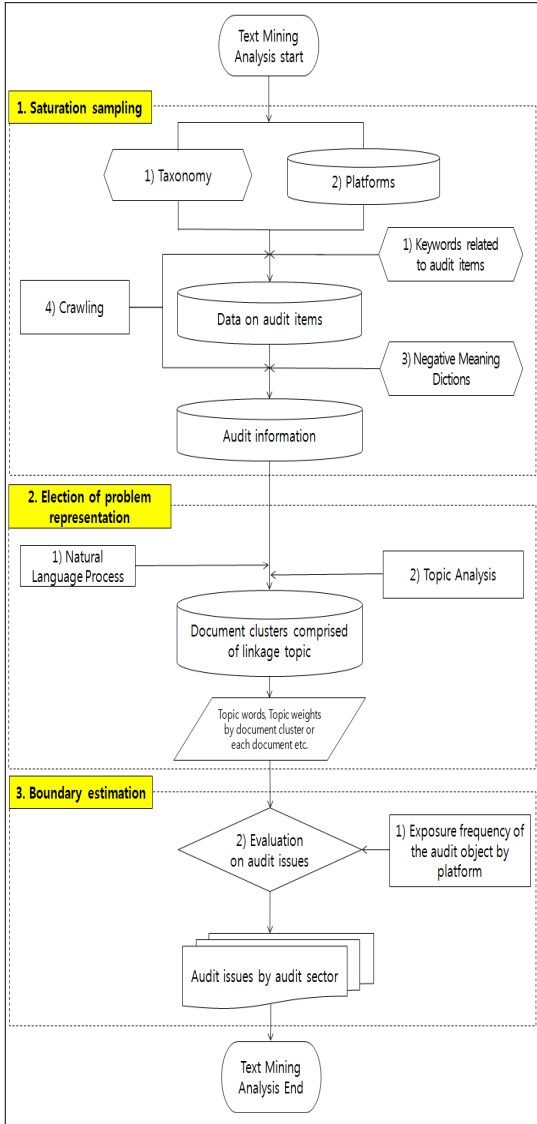 Text Mining
Analysis start
1. Saturation sampling
1) Taxonomy
2) Platforms
1) Keywords related
to audit items
4) Crawling
Data on audit items
3) Negative Meaning
Dictions
Audit information
2. Election of problem
representation
1) Natural
Language Process
2) Topic Analysis
Document clusters comprised
of linkage topic
Topic words, Topic weights
by document cluster or
each document etc.
3. Boundary estimation
2) Evaluation
on audit issues
1) Exposure frequency of
the audit object by
platform
Audit issues by audit sector
Text Mining
Analysis End